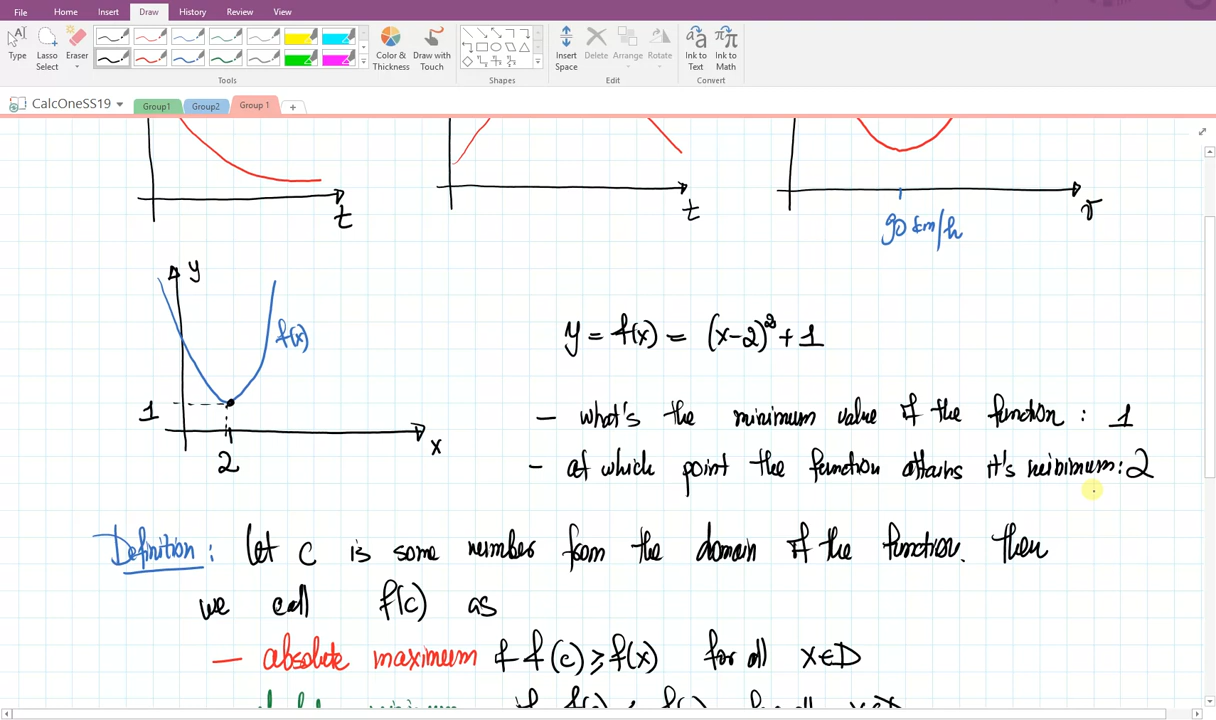 File Home Insert Draw History Review View
Type Lasso Select Eraser Color & Thickness Draw with Touch Insert Space Delete Arrange Rotate Ink to Text Ink to Math
Tools Shapes Edit Convert
CalcOneSS19 Group1 Group2 Group 1
t t v
90 km/h
y
f(x)
y = f(x) = (x-2)² + 1
1
x
2
- what's the minimum value of the function : 1
- at which point the function attains it's minimum: 2
Definition: Let c is some number from the domain of the function. then
we call f(c) as
- absolute maximum if f(c) ≥ f(x) for all x∈D